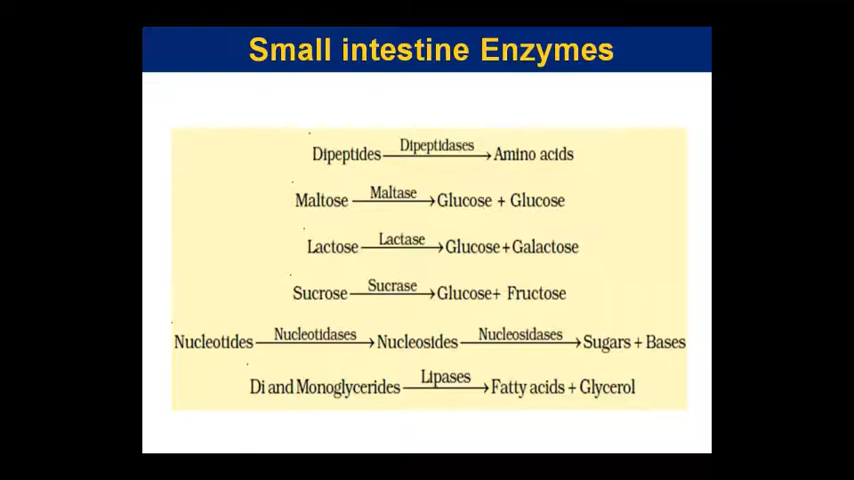 Small intestine Enzymes
Dipeptides Dipeptidases Amino acids
Maltose Maltase Glucose + Glucose
Lactose Lactase Glucose+Galactose
Sucrose Sucrase Glucose+ Fructose
Nucleotides Nucleotidases Nucleosides Nucleosidases Sugars + Bases
Di and Monoglycerides Lipases Fatty acids + Glycerol